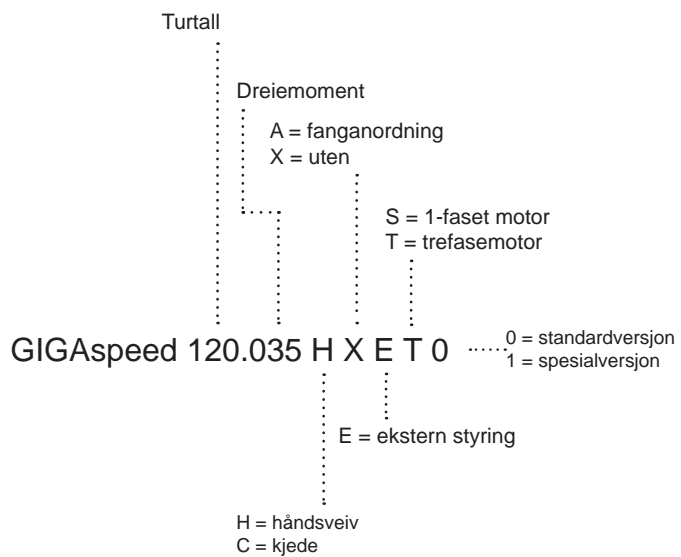 Turtall
Dreiemoment
A = fanganordning
X = uten
S = 1-faset motor
T = trefasemotor
GIGAspeed 120.035 H X E T 0
0 = standardversjon
1 = spesialversjon
E = ekstern styring
H = håndsveiv
C = kjede